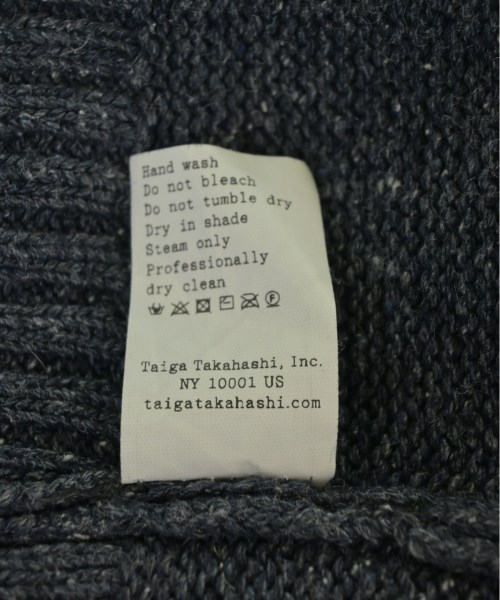 Hand wash
Do not bleach
Do not tumble dry
Dry in shade
Steam only
Professionally
dry clean
Taiga Takahashi, Inc.
NY 10001 US
taigatakahashi.com